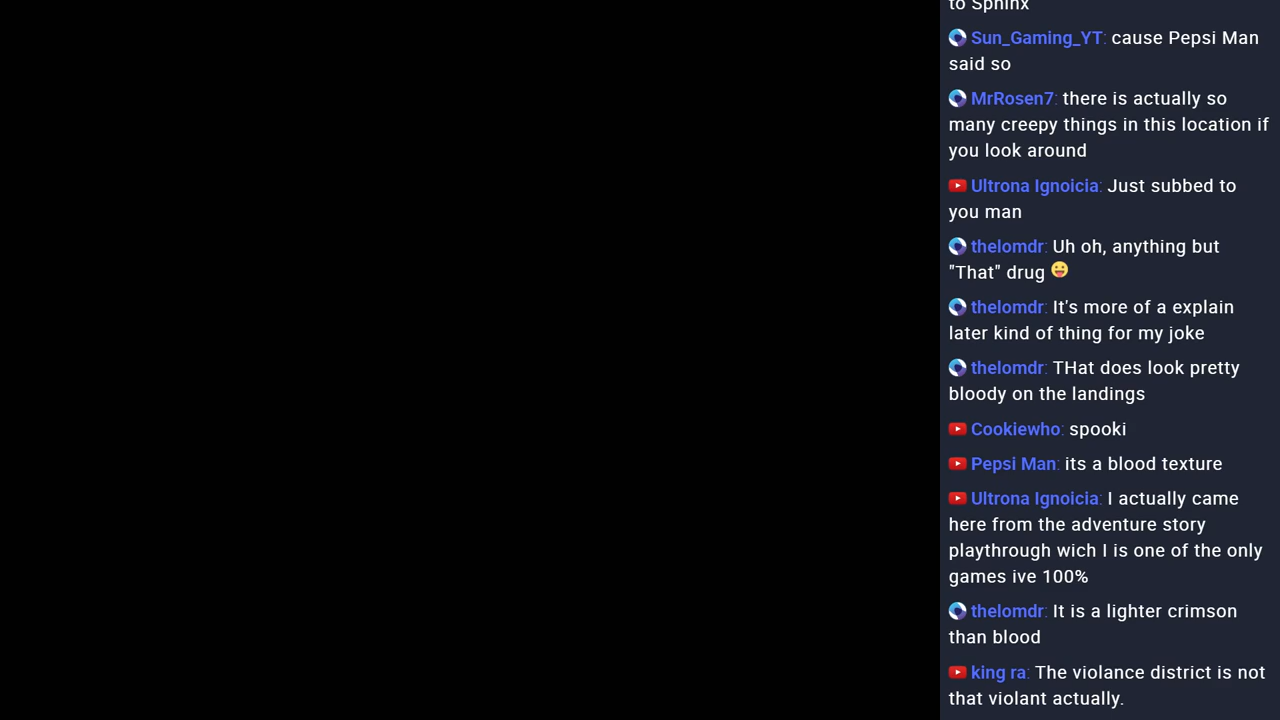 to Sphinx
Sun_Gaming_YT: cause Pepsi Man
said so
MrRosen7: there is actually so
many creepy things in this location if
you look around
Ultrona Ignoicia: Just subbed to
you man
thelomdr: Uh oh, anything but
"That" drug 😛
thelomdr: It's more of a explain
later kind of thing for my joke
thelomdr: THat does look pretty
bloody on the landings
Cookiewho: spooki
Pepsi Man: its a blood texture
Ultrona Ignoicia: I actually came
here from the adventure story
playthrough wich I is one of the only
games ive 100%
thelomdr: It is a lighter crimson
than blood
king ra: The violance district is not
that violant actually.